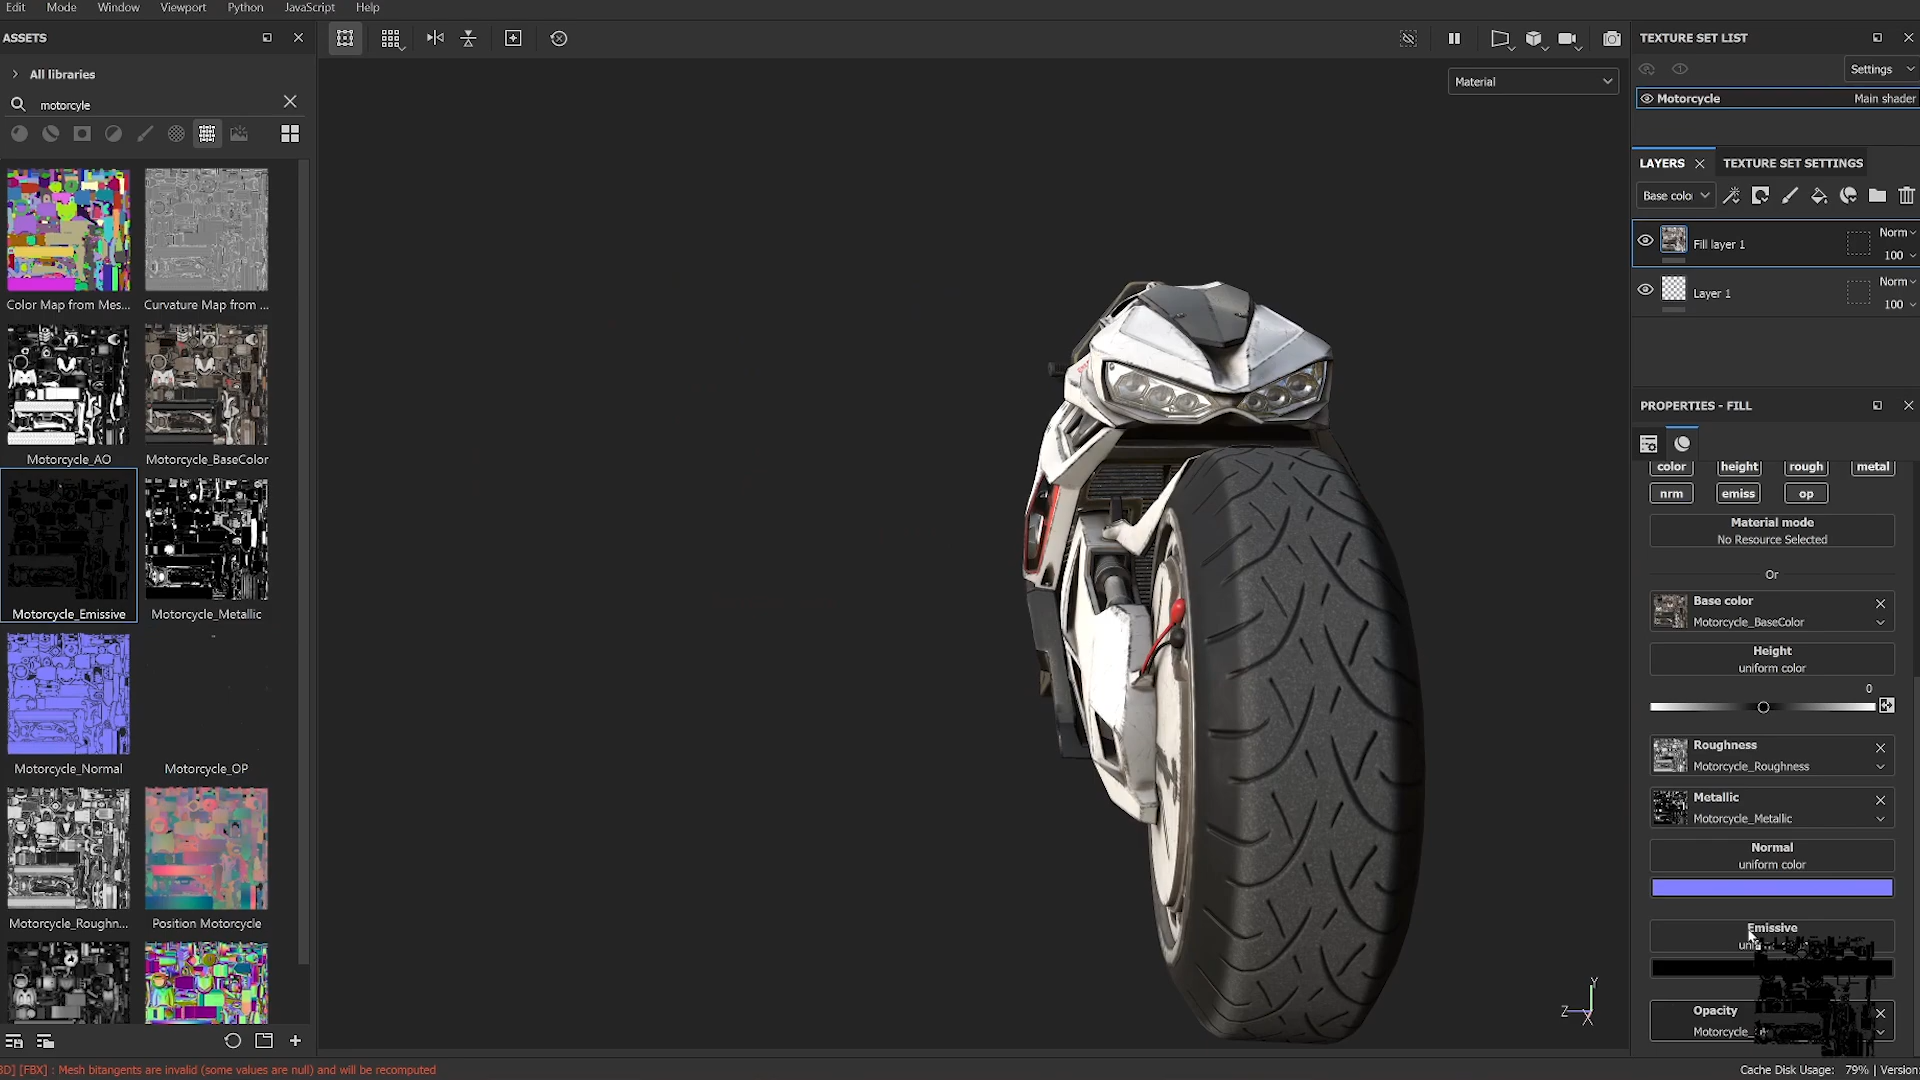 Edit Mode Window Viewport Python JavaScript Help
ASSETS
All libraries
motorcyle
Color Map from Mes...
Curvature Map from ...
Motorcycle_AO
Motorcycle_BaseColor
Motorcycle_Emissive
Motorcycle_Metallic
Motorcycle_Normal
Motorcycle_OP
Motorcycle_Roughn...
Position Motorcycle
Material
Y
Z
X
TEXTURE SET LIST
Settings
Motorcycle Main shader
LAYERS TEXTURE SET SETTINGS
Base colo
Fill layer 1
Norm
100
Layer 1
Norm
100
PROPERTIES - FILL
color height rough metal
nrm emiss op
Material mode
No Resource Selected
Or
Base color
Motorcycle_BaseColor
Height
uniform color
0
Roughness
Motorcycle_Roughness
Metallic
Motorcycle_Metallic
Normal
uniform color
Emissive
Opacity
Motorcycle_
3D] [FBX] : Mesh bitangents are invalid (some values are null) and will be recomputed
Cache Disk Usage: 79% | Version: